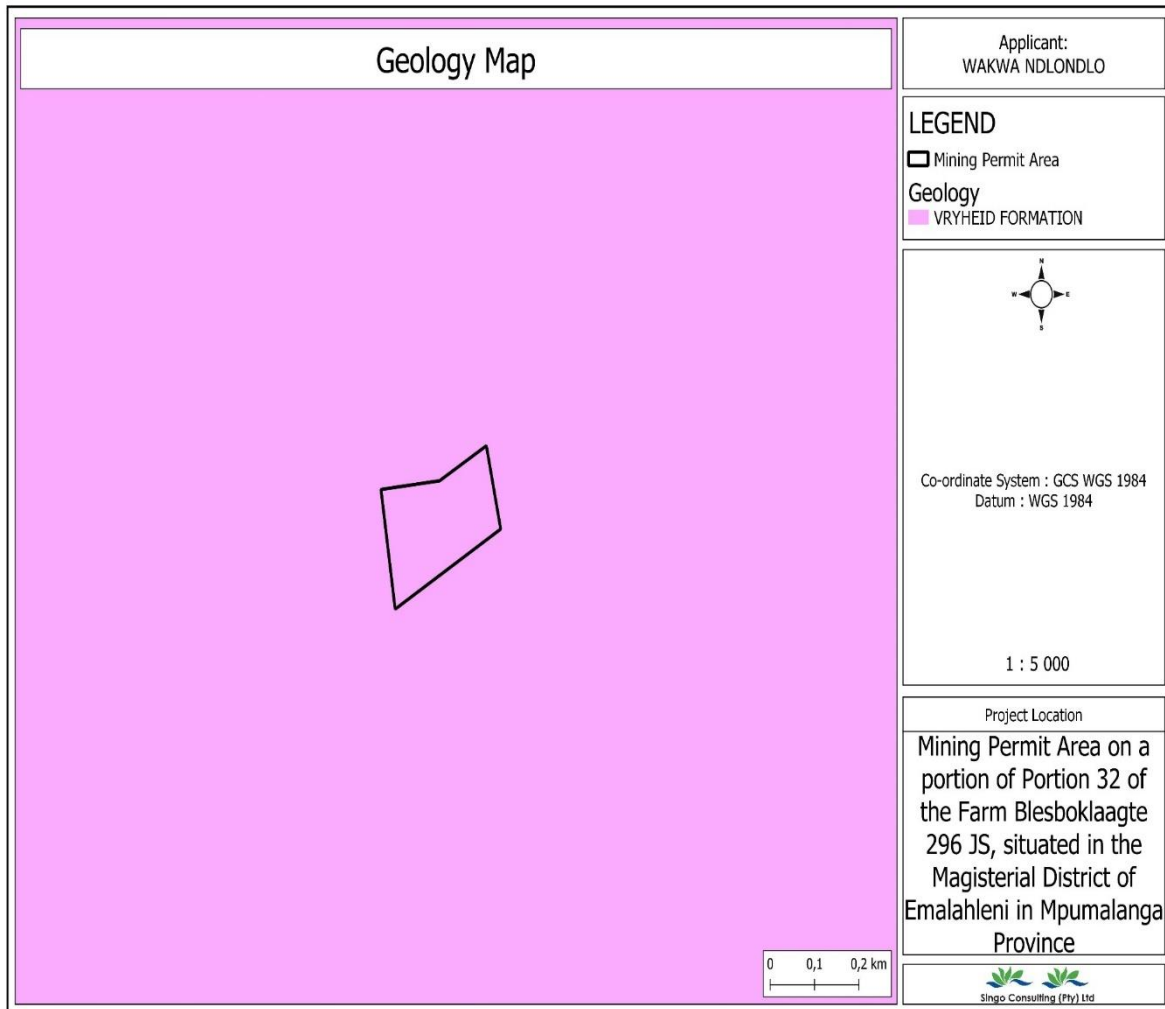 Geology Map
Applicant:
WAKWA NDLONDLO
LEGEND
Mining Permit Area
Geology
VRYHEID FORMATION
N
W E
S
Co-ordinate System : GCS WGS 1984
Datum : WGS 1984
1 : 5 000
Project Location
Mining Permit Area on a
portion of Portion 32 of
the Farm Blesboklaagte
296 JS, situated in the
Magisterial District of
Emalahleni in Mpumalanga
Province
0 0,1 0,2 km
Singo Consulting (Pty) Ltd